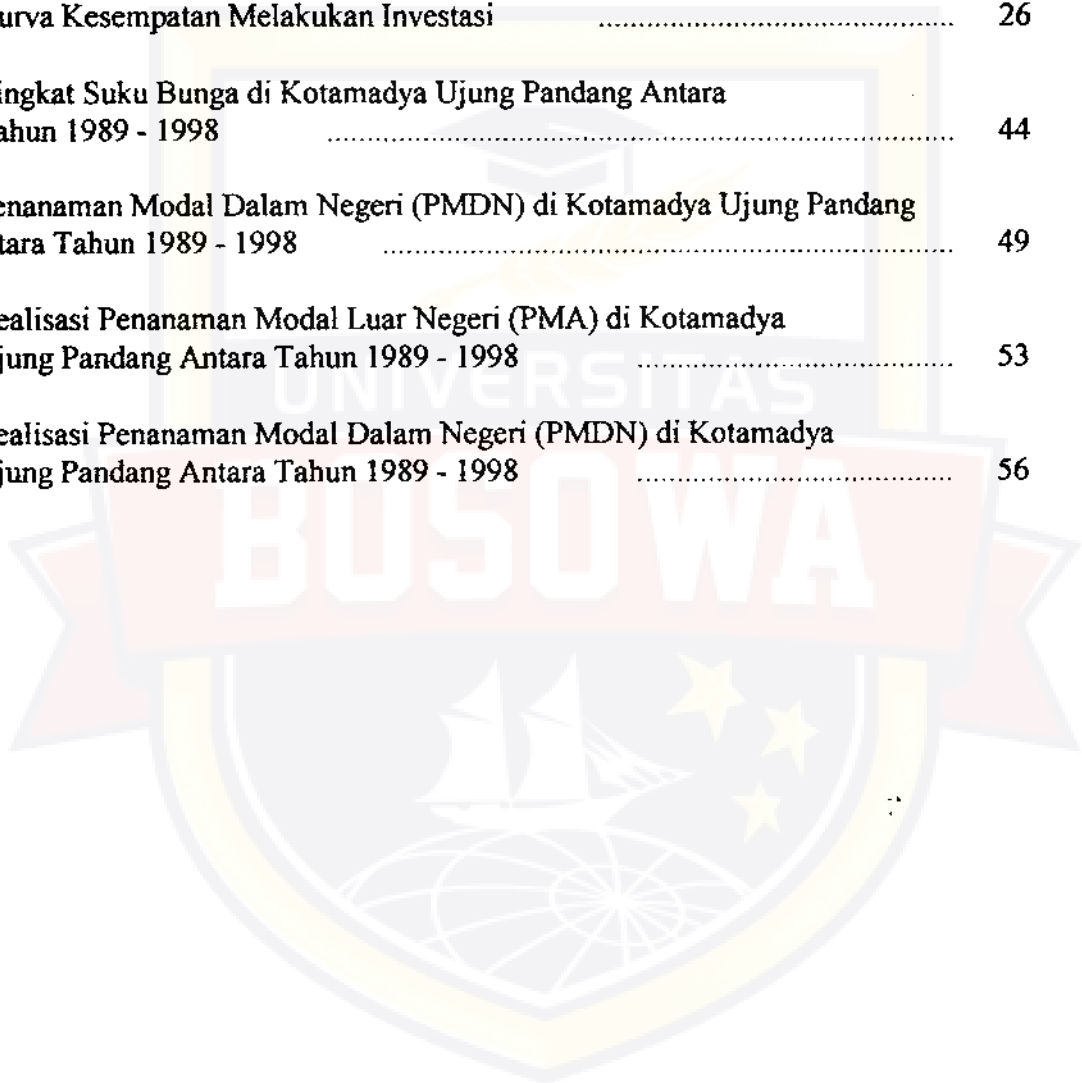 urva Kesempatan Melakukan Investasi ........................................ 26
ingkat Suku Bunga di Kotamadya Ujung Pandang Antara
ahun 1989 - 1998 ........................................ 44
enanaman Modal Dalam Negeri (PMDN) di Kotamadya Ujung Pandang
tara Tahun 1989 - 1998 ........................................ 49
ealisasi Penanaman Modal Luar Negeri (PMA) di Kotamadya
jung Pandang Antara Tahun 1989 - 1998 ........................................ 53
ealisasi Penanaman Modal Dalam Negeri (PMDN) di Kotamadya
jung Pandang Antara Tahun 1989 - 1998 ........................................ 56
UNIVERSITAS
BOSOWA